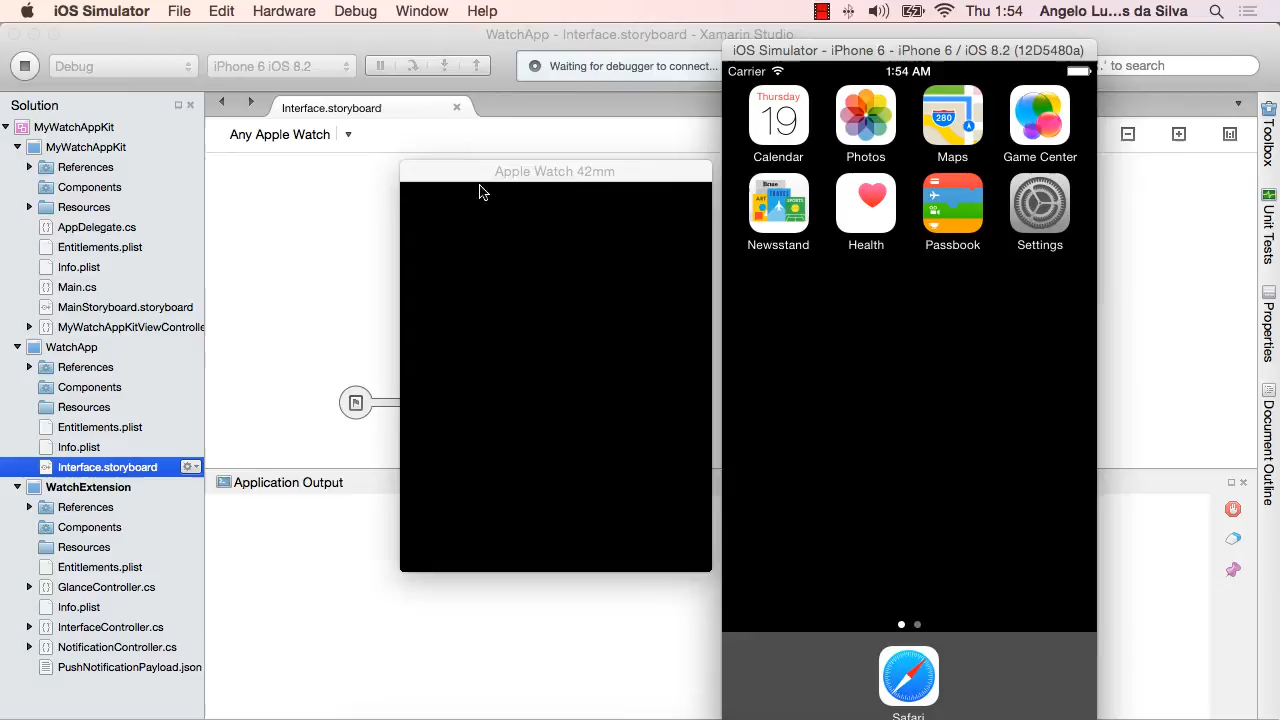 iOS Simulator File Edit Hardware Debug Window Help Thu 1:54 Angelo Lu...s da Silva
WatchApp - Interface.storyboard - Xamarin Studio
Debug iPhone 6 iOS 8.2 Waiting for debugger to connect... .' to search
Solution
MyWatchAppKit
MyWatchAppKit
References
Components
Resources
AppDelegate.cs
Entitlements.plist
Info.plist
Main.cs
MainStoryboard.storyboard
MyWatchAppKitViewControlle
WatchApp
References
Components
Resources
Entitlements.plist
Info.plist
Interface.storyboard
WatchExtension
References
Components
Resources
Entitlements.plist
GlanceController.cs
Info.plist
InterfaceController.cs
NotificationController.cs
PushNotificationPayload.json
Interface.storyboard
Any Apple Watch
Apple Watch 42mm
Application Output
iOS Simulator - iPhone 6 - iPhone 6 / iOS 8.2 (12D5480a)
Carrier 1:54 AM
Thursday
19
280
Calendar Photos Maps Game Center
ART
TRAVEL
SPORTS
Newsstand Health Passbook Settings
Safari
Toolbox
Unit Tests
Properties
Document Outline